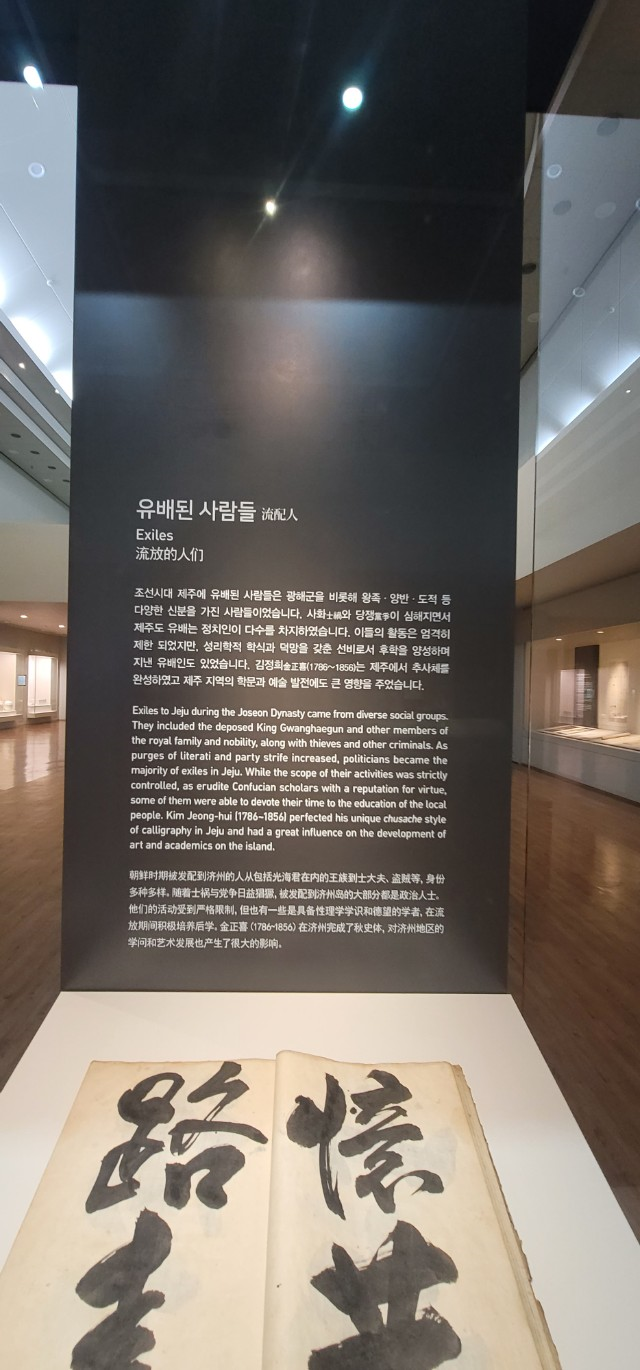 유배된 사람들 流配人
Exiles
流放的人们
조선시대 제주에 유배된 사람들은 광해군을 비롯해 왕족·양반·도적 등
다양한 신분을 가진 사람들이었습니다. 사화士禍와 당쟁黨爭이 심해지면서
제주도 유배는 정치인이 다수를 차지하였습니다. 이들의 활동은 엄격히
제한 되었지만, 성리학적 학식과 덕망을 갖춘 선비로서 후학을 양성하며
지낸 유배인도 있었습니다. 김정희金正喜(1786~1856)는 제주에서 추사체를
완성하였고 제주 지역의 학문과 예술 발전에도 큰 영향을 주었습니다.
Exiles to Jeju during the Joseon Dynasty came from diverse social groups.
They included the deposed King Gwanghaegun and other members of
the royal family and nobility, along with thieves and other criminals. As
purges of literati and party strife increased, politicians became the
majority of exiles in Jeju. While the scope of their activities was strictly
controlled, as erudite Confucian scholars with a reputation for virtue,
some of them were able to devote their time to the education of the local
people. Kim Jeong-hui (1786~1856) perfected his unique chusache style
of calligraphy in Jeju and had a great influence on the development of
art and academics on the island.
朝鲜时期被发配到济州的人从包括光海君在内的王族到士大夫、盗贼等, 身份
多种多样。随着士祸与党争日益猖獗, 被发配到济州岛的大部分都是政治人士。
他们的活动受到严格限制, 但也有一些是具备性理学学识和德望的学者, 在流
放期间积极培养后学。金正喜 (1786~1856) 在济州完成了秋史体, 对济州地区的
学问和艺术发展也产生了很大的影响。
懷
路